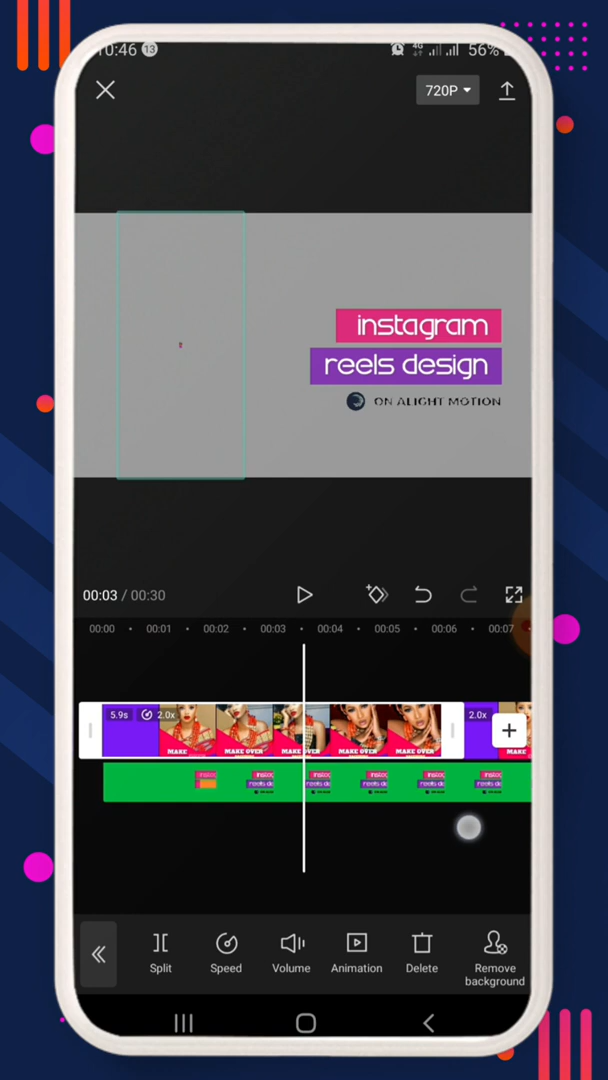 10:46 13 4G 56%
720P
instagram
reels design
ON ALIGHT MOTION
00:03 / 00:30
00:00 00:01 00:02 00:03 00:04 00:05 00:06 00:07
5.9s 2.0x 2.0x
MAKE MAKE OVER MAKE OVER MAKE OVER MAKE OVER
Split Speed Volume Animation Delete Remove
background